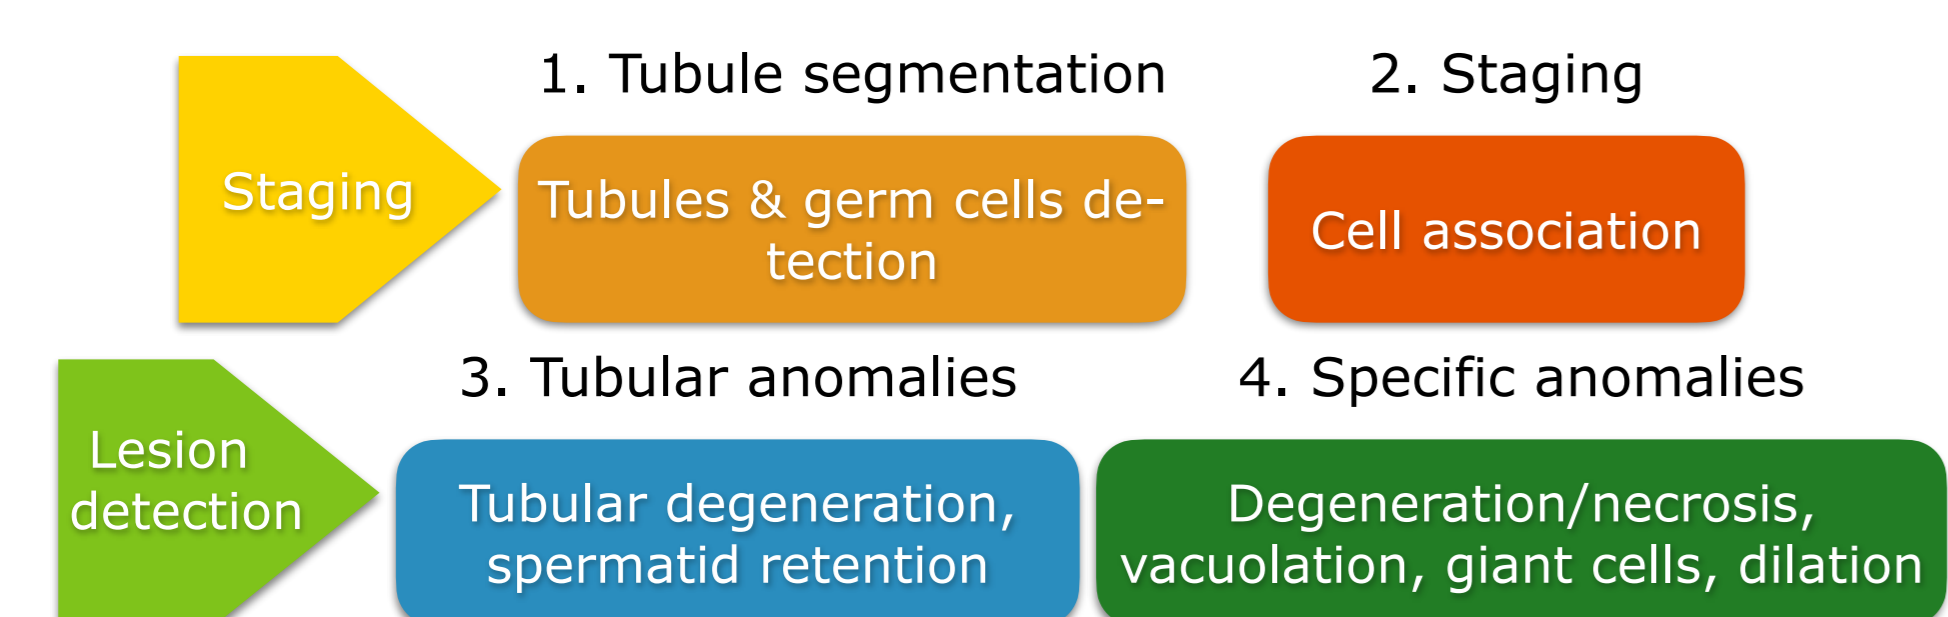 1. Tubule segmentation
2. Staging
Staging
Tubules & germ cells de-
tection
Cell association
3. Tubular anomalies
4. Specific anomalies
Lesion
detection
Tubular degeneration,
spermatid retention
Degeneration/necrosis,
vacuolation, giant cells, dilation